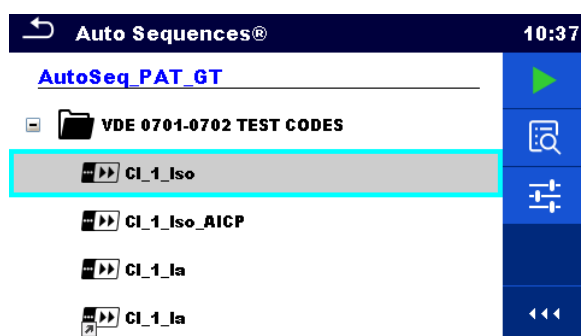 Auto Sequences® 10:37
AutoSeq_PAT_GT
VDE 0701-0702 TEST CODES
Cl_1_Iso
Cl_1_Iso_AICP
Cl_1_Ia
Cl_1_Ia